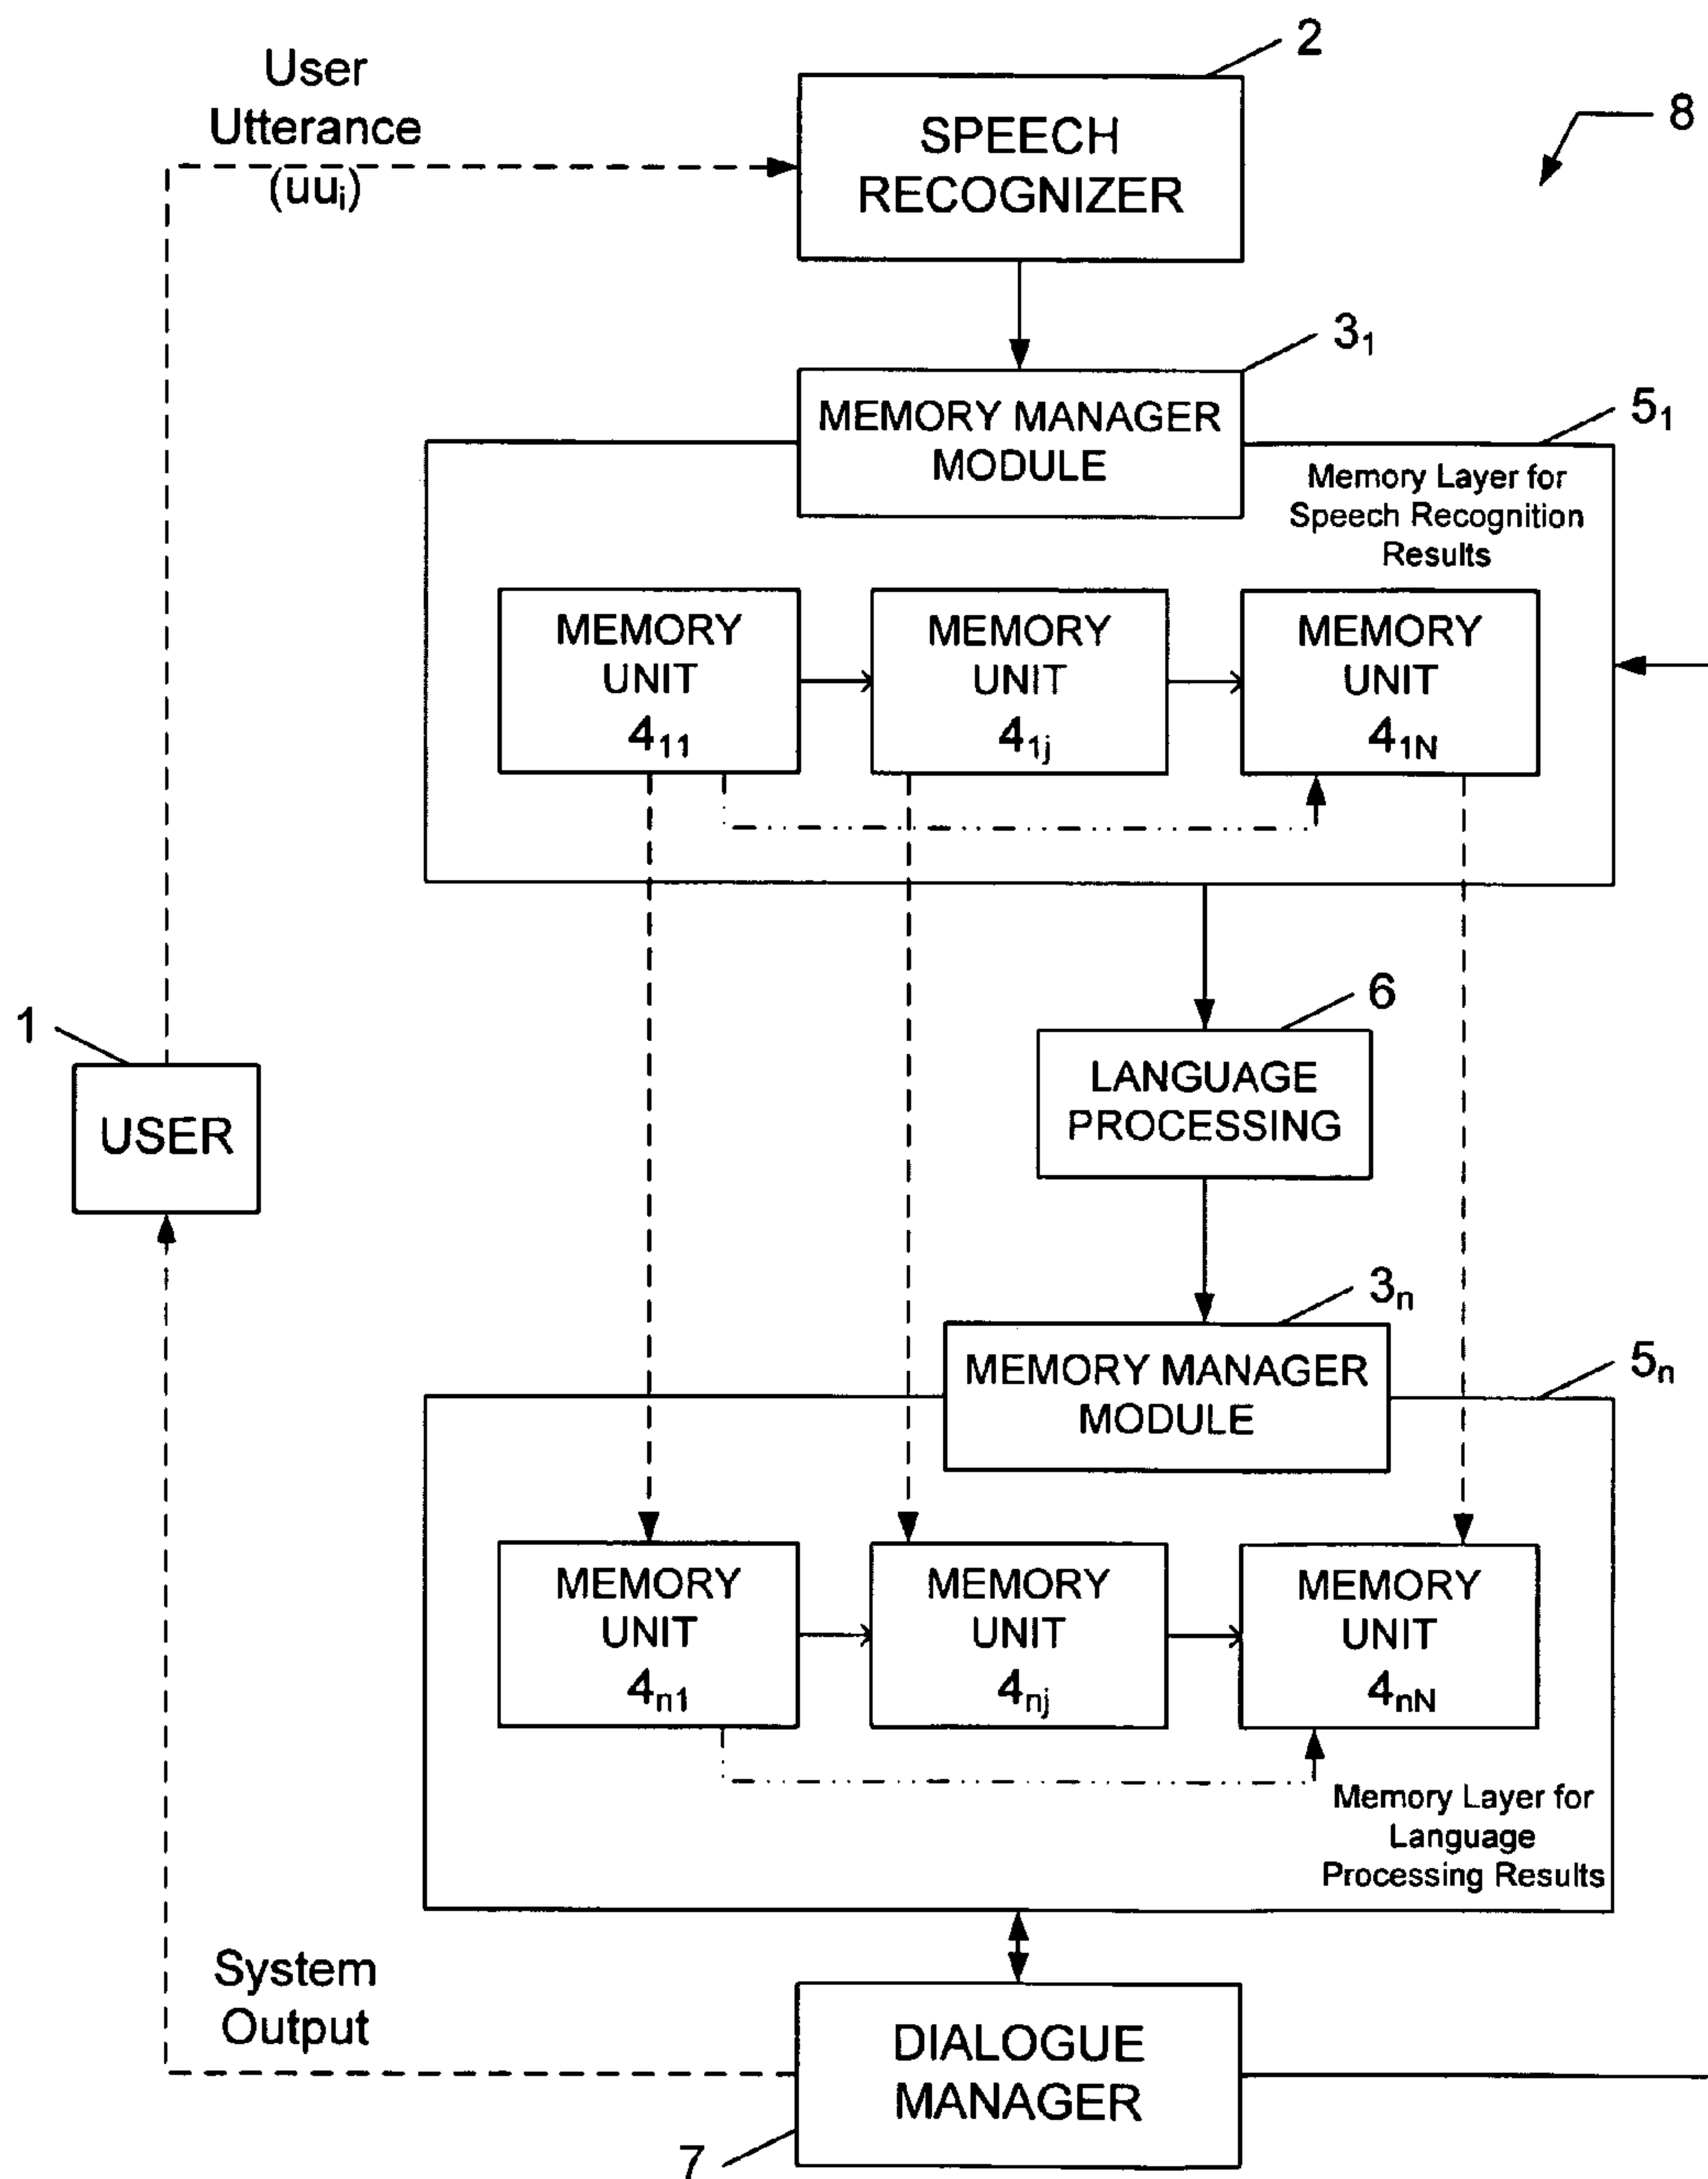 User
Utterance
(uuᵢ)
2
SPEECH
RECOGNIZER
8
3₁
MEMORY MANAGER
MODULE
5₁
Memory Layer for
Speech Recognition
Results
MEMORY
UNIT
4₁₁
MEMORY
UNIT
4₁ⱼ
MEMORY
UNIT
4₁N
6
LANGUAGE
PROCESSING
1
USER
3ₙ
MEMORY MANAGER
MODULE
5ₙ
MEMORY
UNIT
4ₙ₁
MEMORY
UNIT
4ₙⱼ
MEMORY
UNIT
4ₙN
Memory Layer for
Language
Processing Results
System
Output
DIALOGUE
MANAGER
7